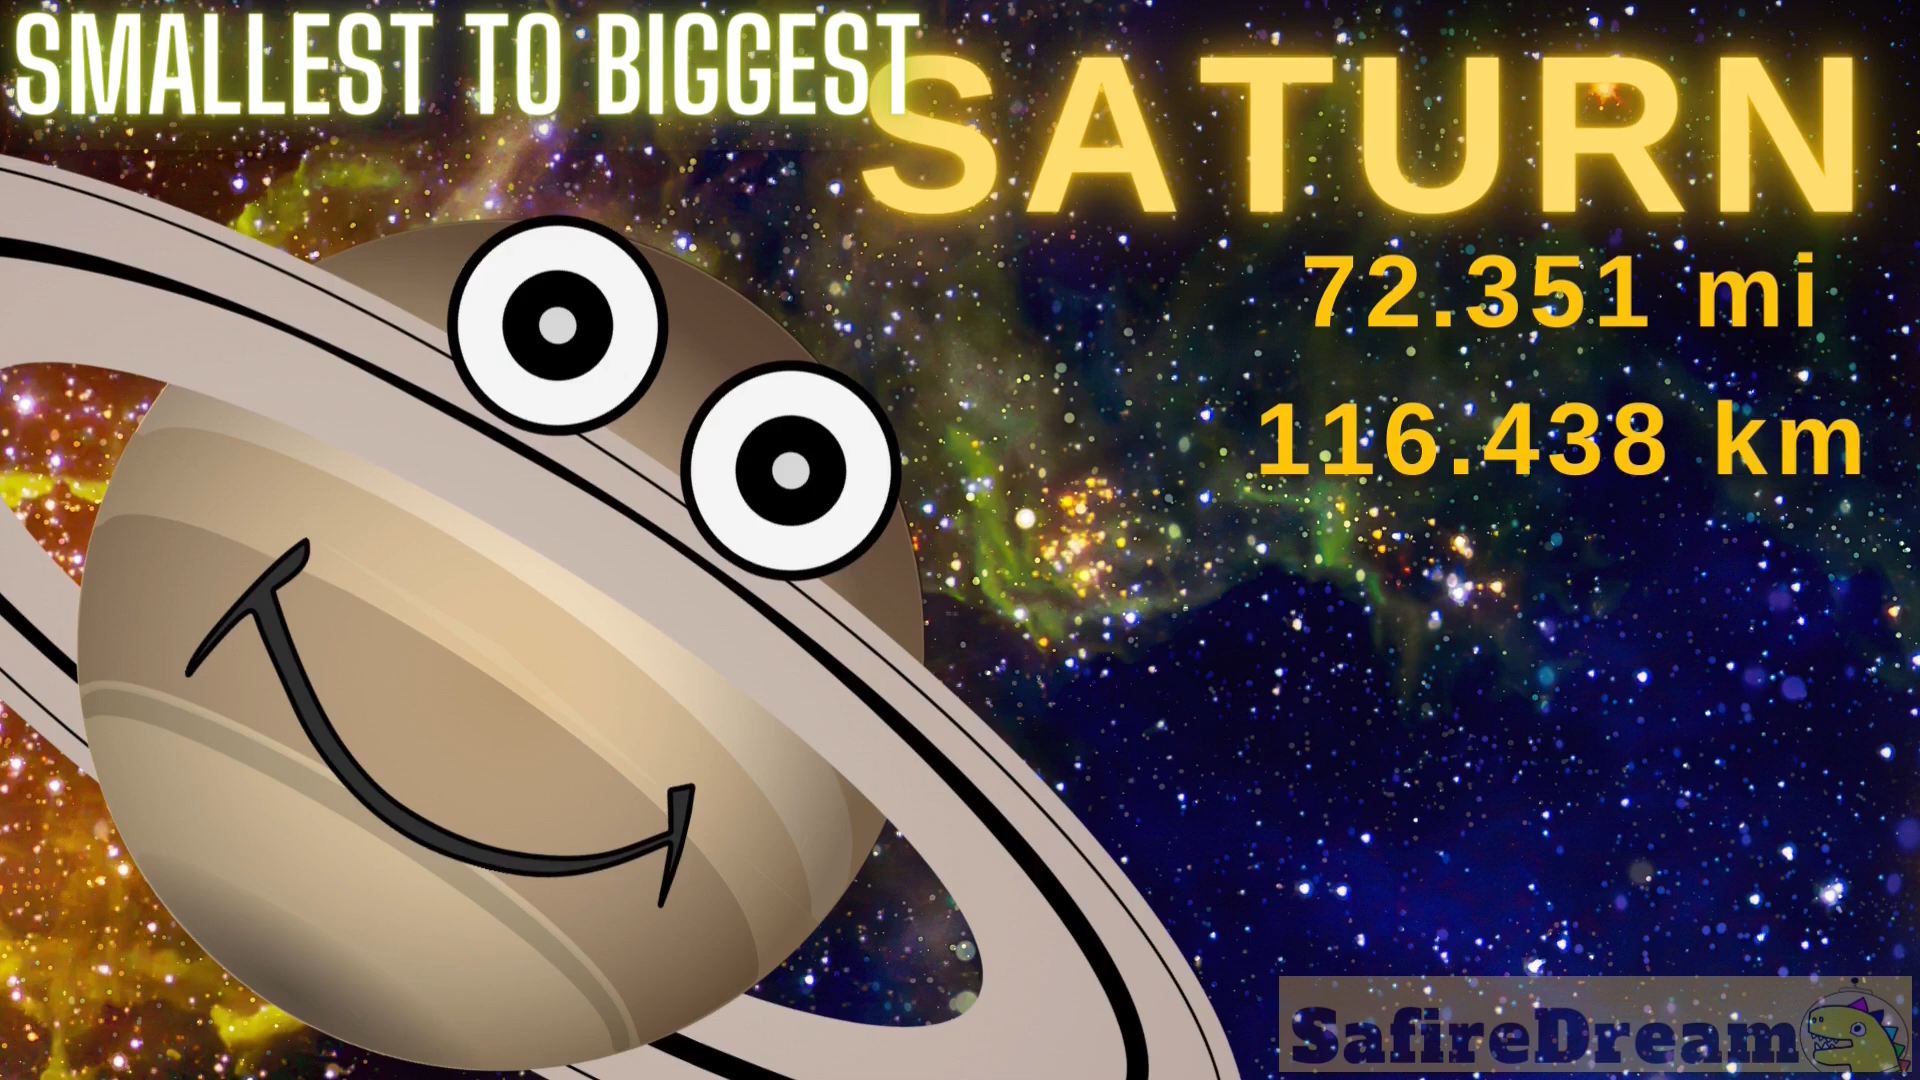 SMALLEST TO BIGGEST
SATURN
72.351 mi
116.438 km
SafireDream